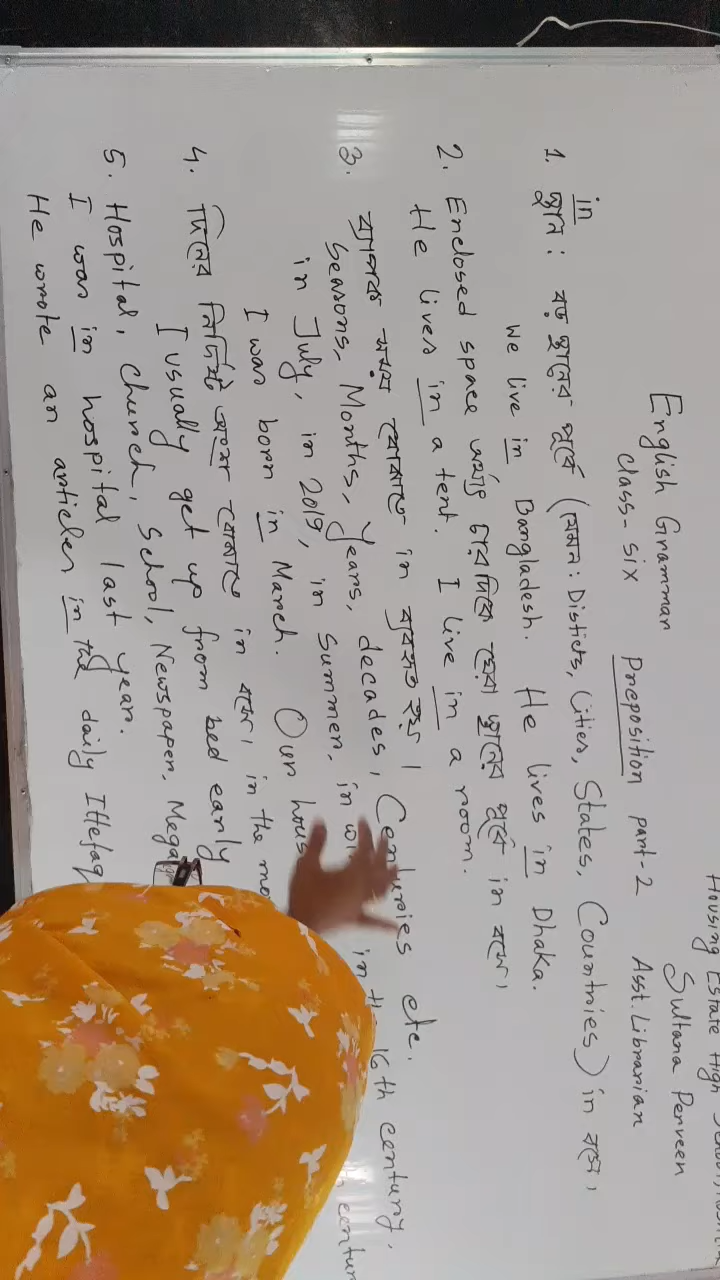 Housing Estate High School,
English Grammar Sultana Perveen
class-six Preposition part-2 Asst. Librarian
in
1. স্থান : বড় স্থানের পূর্বে (যেমন: Disticts, Cities, States, Countries) in বসে।
We live in Bangladesh. He lives in Dhaka.
2. Enclosed space অর্থাৎ চারদিকে ঘেরা স্থানের পূর্বে in বসে।
He lives in a tent. I live in a room.
3. ব্যাপক সময় বোঝাতে in ব্যবহৃত হয়।
Seasons, Months, Years, decades, Centuries etc.
in July, in 2019, in summer, in in 16th century,
I was born in March. Our
4. দিনের নির্দিষ্ট অংশ বোঝাতে in বসে। in the
I usually get up from bed early
5. Hospital, Church, School, Newspaper,
I was in hospital last year.
He wrote an articler in the daily Ittefaq